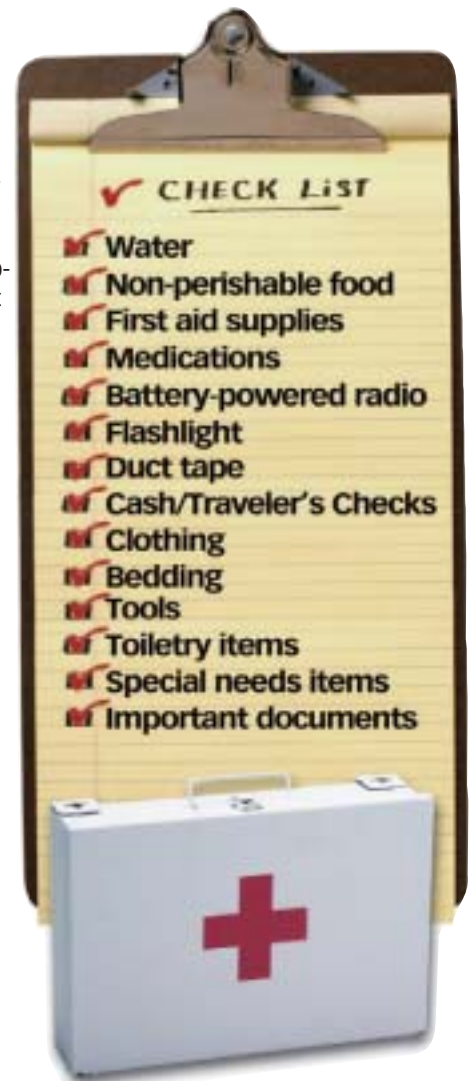 CHECK LiST
Water
Non-perishable food
First aid supplies
Medications
Battery-powered radio
Flashlight
Duct tape
Cash/Traveler's Checks
Clothing
Bedding
Tools
Toiletry items
Special needs items
Important documents